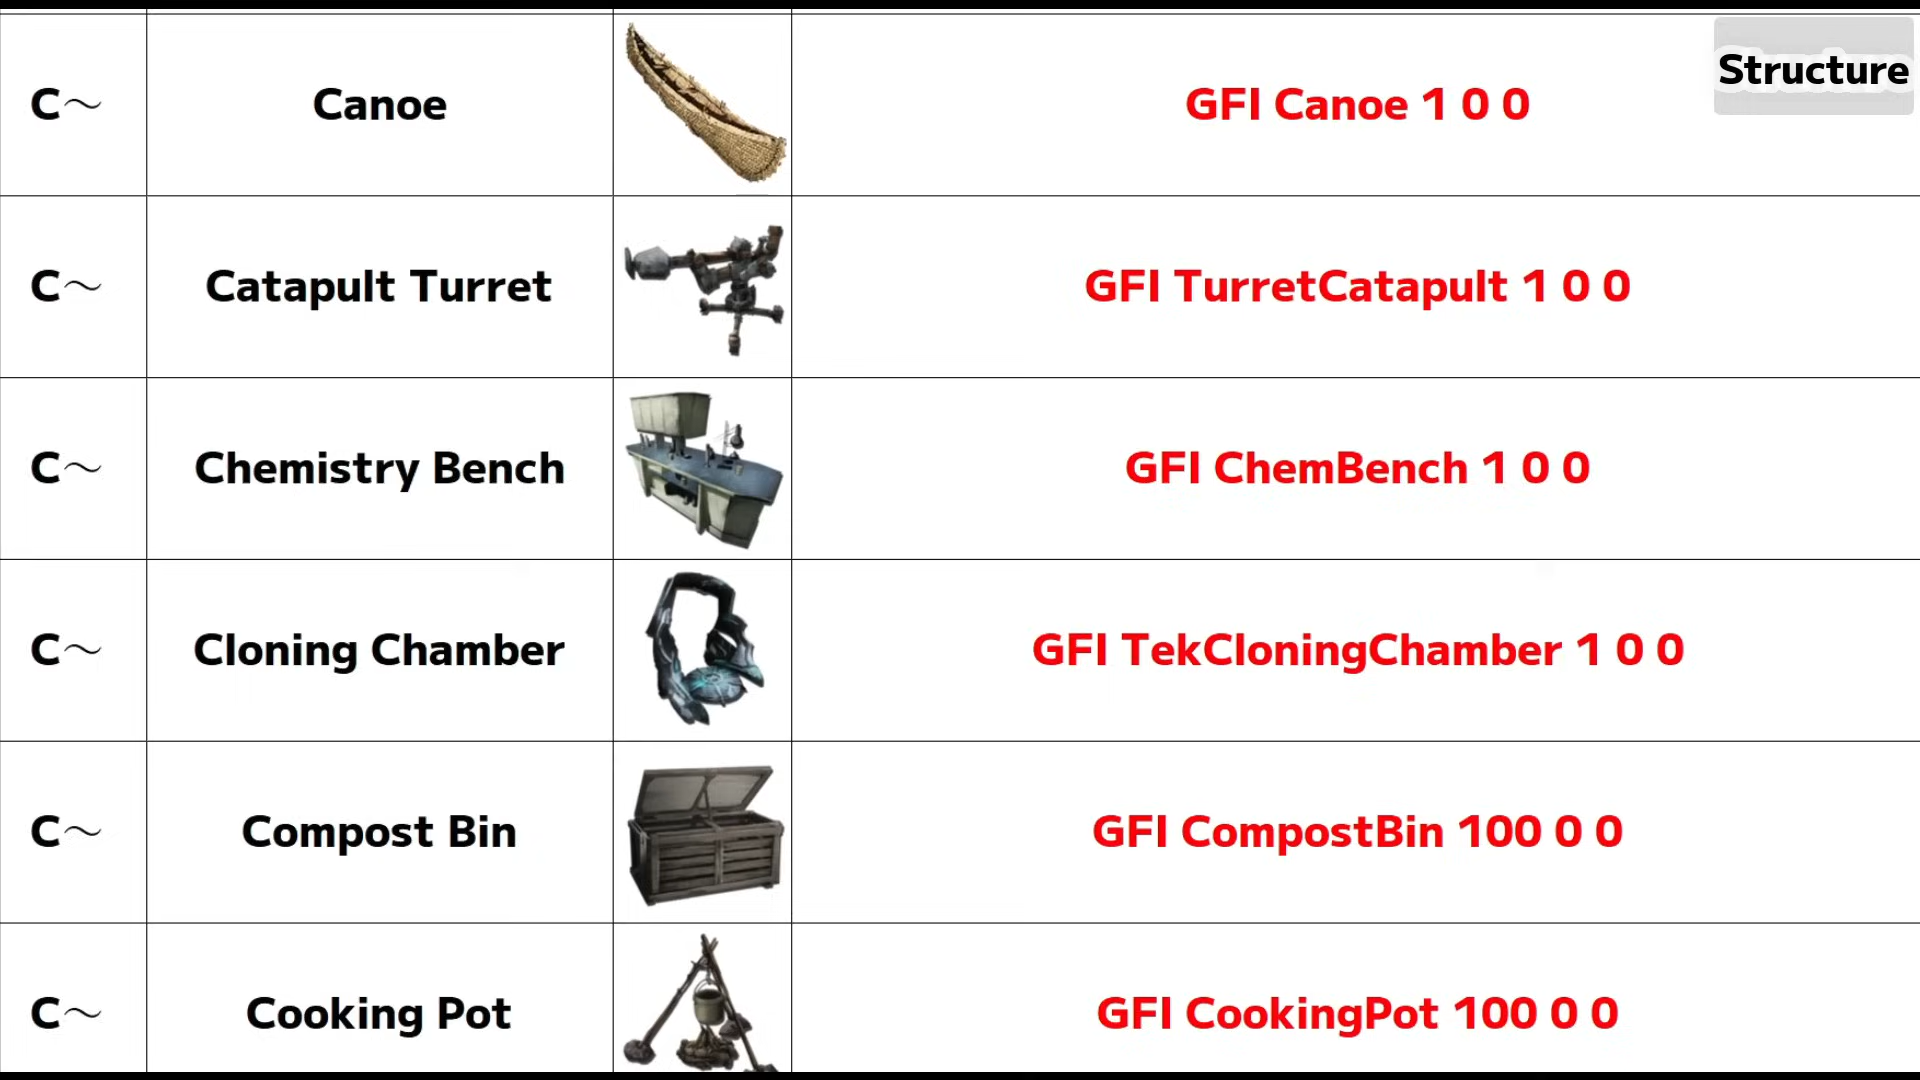 Structure
C～ Canoe GFI Canoe 1 0 0
C～ Catapult Turret GFI TurretCatapult 1 0 0
C～ Chemistry Bench GFI ChemBench 1 0 0
C～ Cloning Chamber GFI TekCloningChamber 1 0 0
C～ Compost Bin GFI CompostBin 100 0 0
C～ Cooking Pot GFI CookingPot 100 0 0